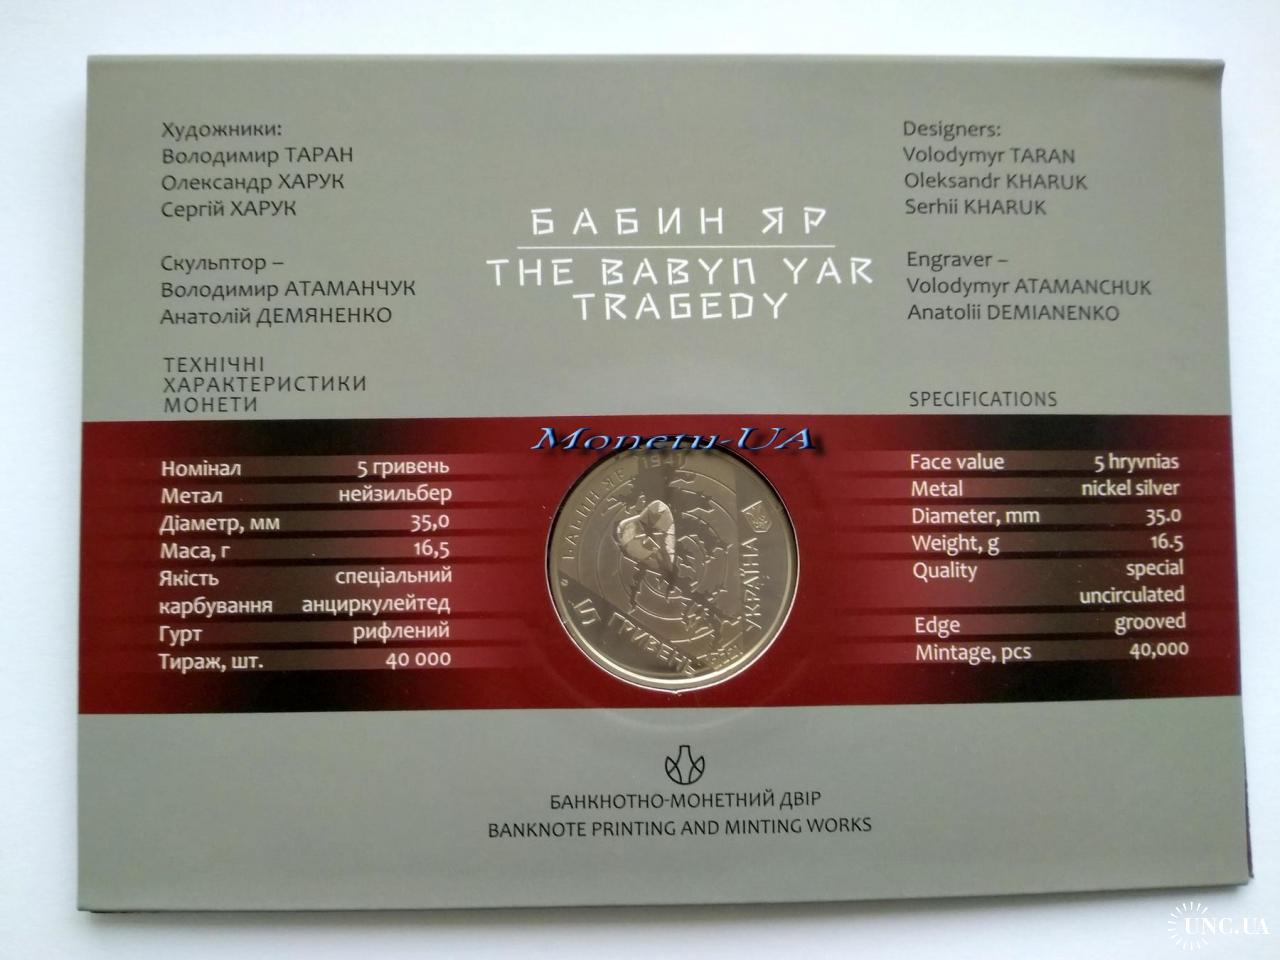 Художники:
Володимир ТАРАН
Олександр ХАРУК
Сергій ХАРУК
Скульптор –
Володимир АТАМАНЧУК
Анатолій ДЕМЯНЕНКО
БАБИН ЯР
THE BABYN YAR
TRAGEDY
Designers:
Volodymyr TARAN
Oleksandr KHARUK
Serhii KHARUK
Engraver –
Volodymyr ATAMANCHUK
Anatolii DEMIANENKO
ТЕХНІЧНІ
ХАРАКТЕРИСТИКИ
МОНЕТИ
Номінал 5 гривень
Метал нейзильбер
Діаметр, мм 35,0
Маса, г 16,5
Якість спеціальний
карбування анциркулейтед
Гурт рифлений
Тираж, шт. 40 000
Monetu-UA
БАБИН ЯР 1941
УКРАЇНА
5 ГРИВЕНЬ
SPECIFICATIONS
Face value 5 hryvnias
Metal nickel silver
Diameter, mm 35.0
Weight, g 16.5
Quality special
uncirculated
Edge grooved
Mintage, pcs 40,000
БАНКНОТНО-МОНЕТНИЙ ДВІР
BANKNOTE PRINTING AND MINTING WORKS
UNC.UA